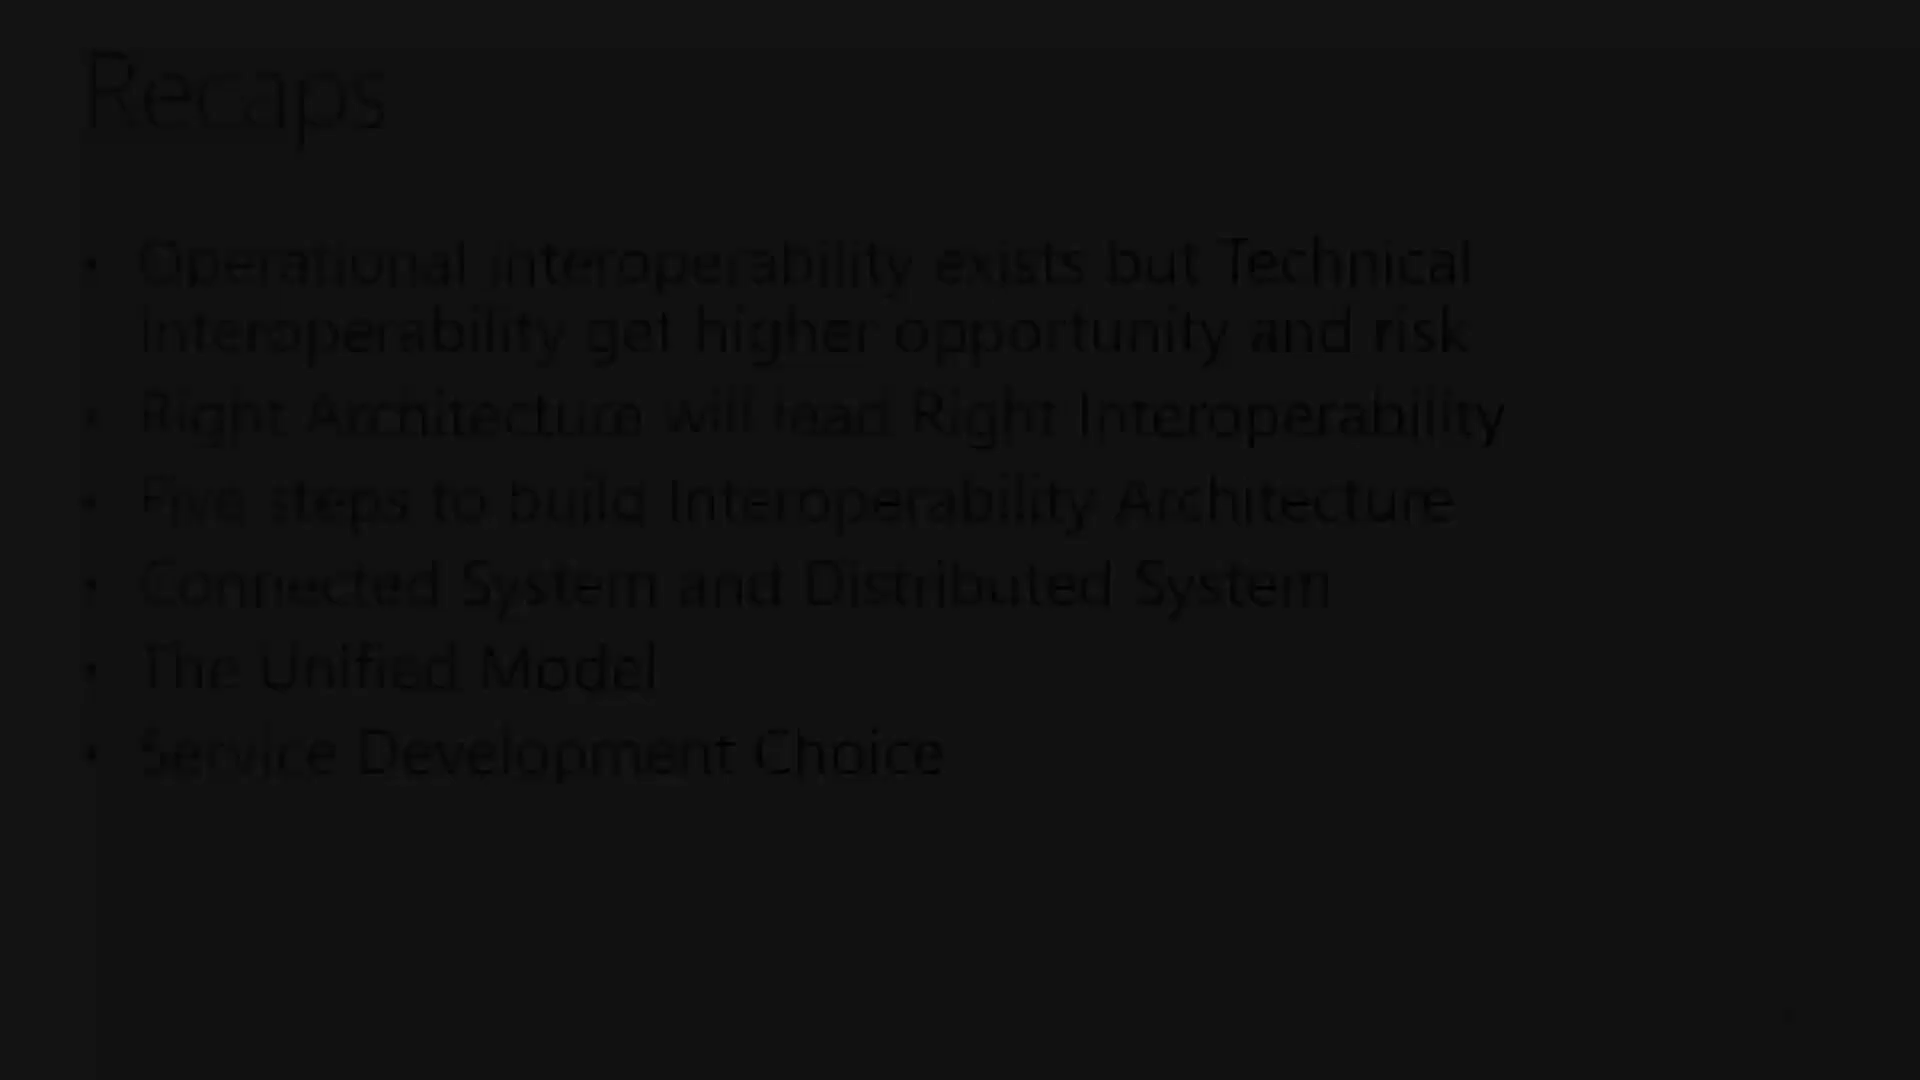 Recaps
• Operational interoperability exists but Technical
interoperability get higher opportunity and risk
• Right Architecture will lead Right Interoperability
• Five steps to build Interoperability Architecture
• Connected System and Distributed System
• The Unified Model
• Service Development Choice